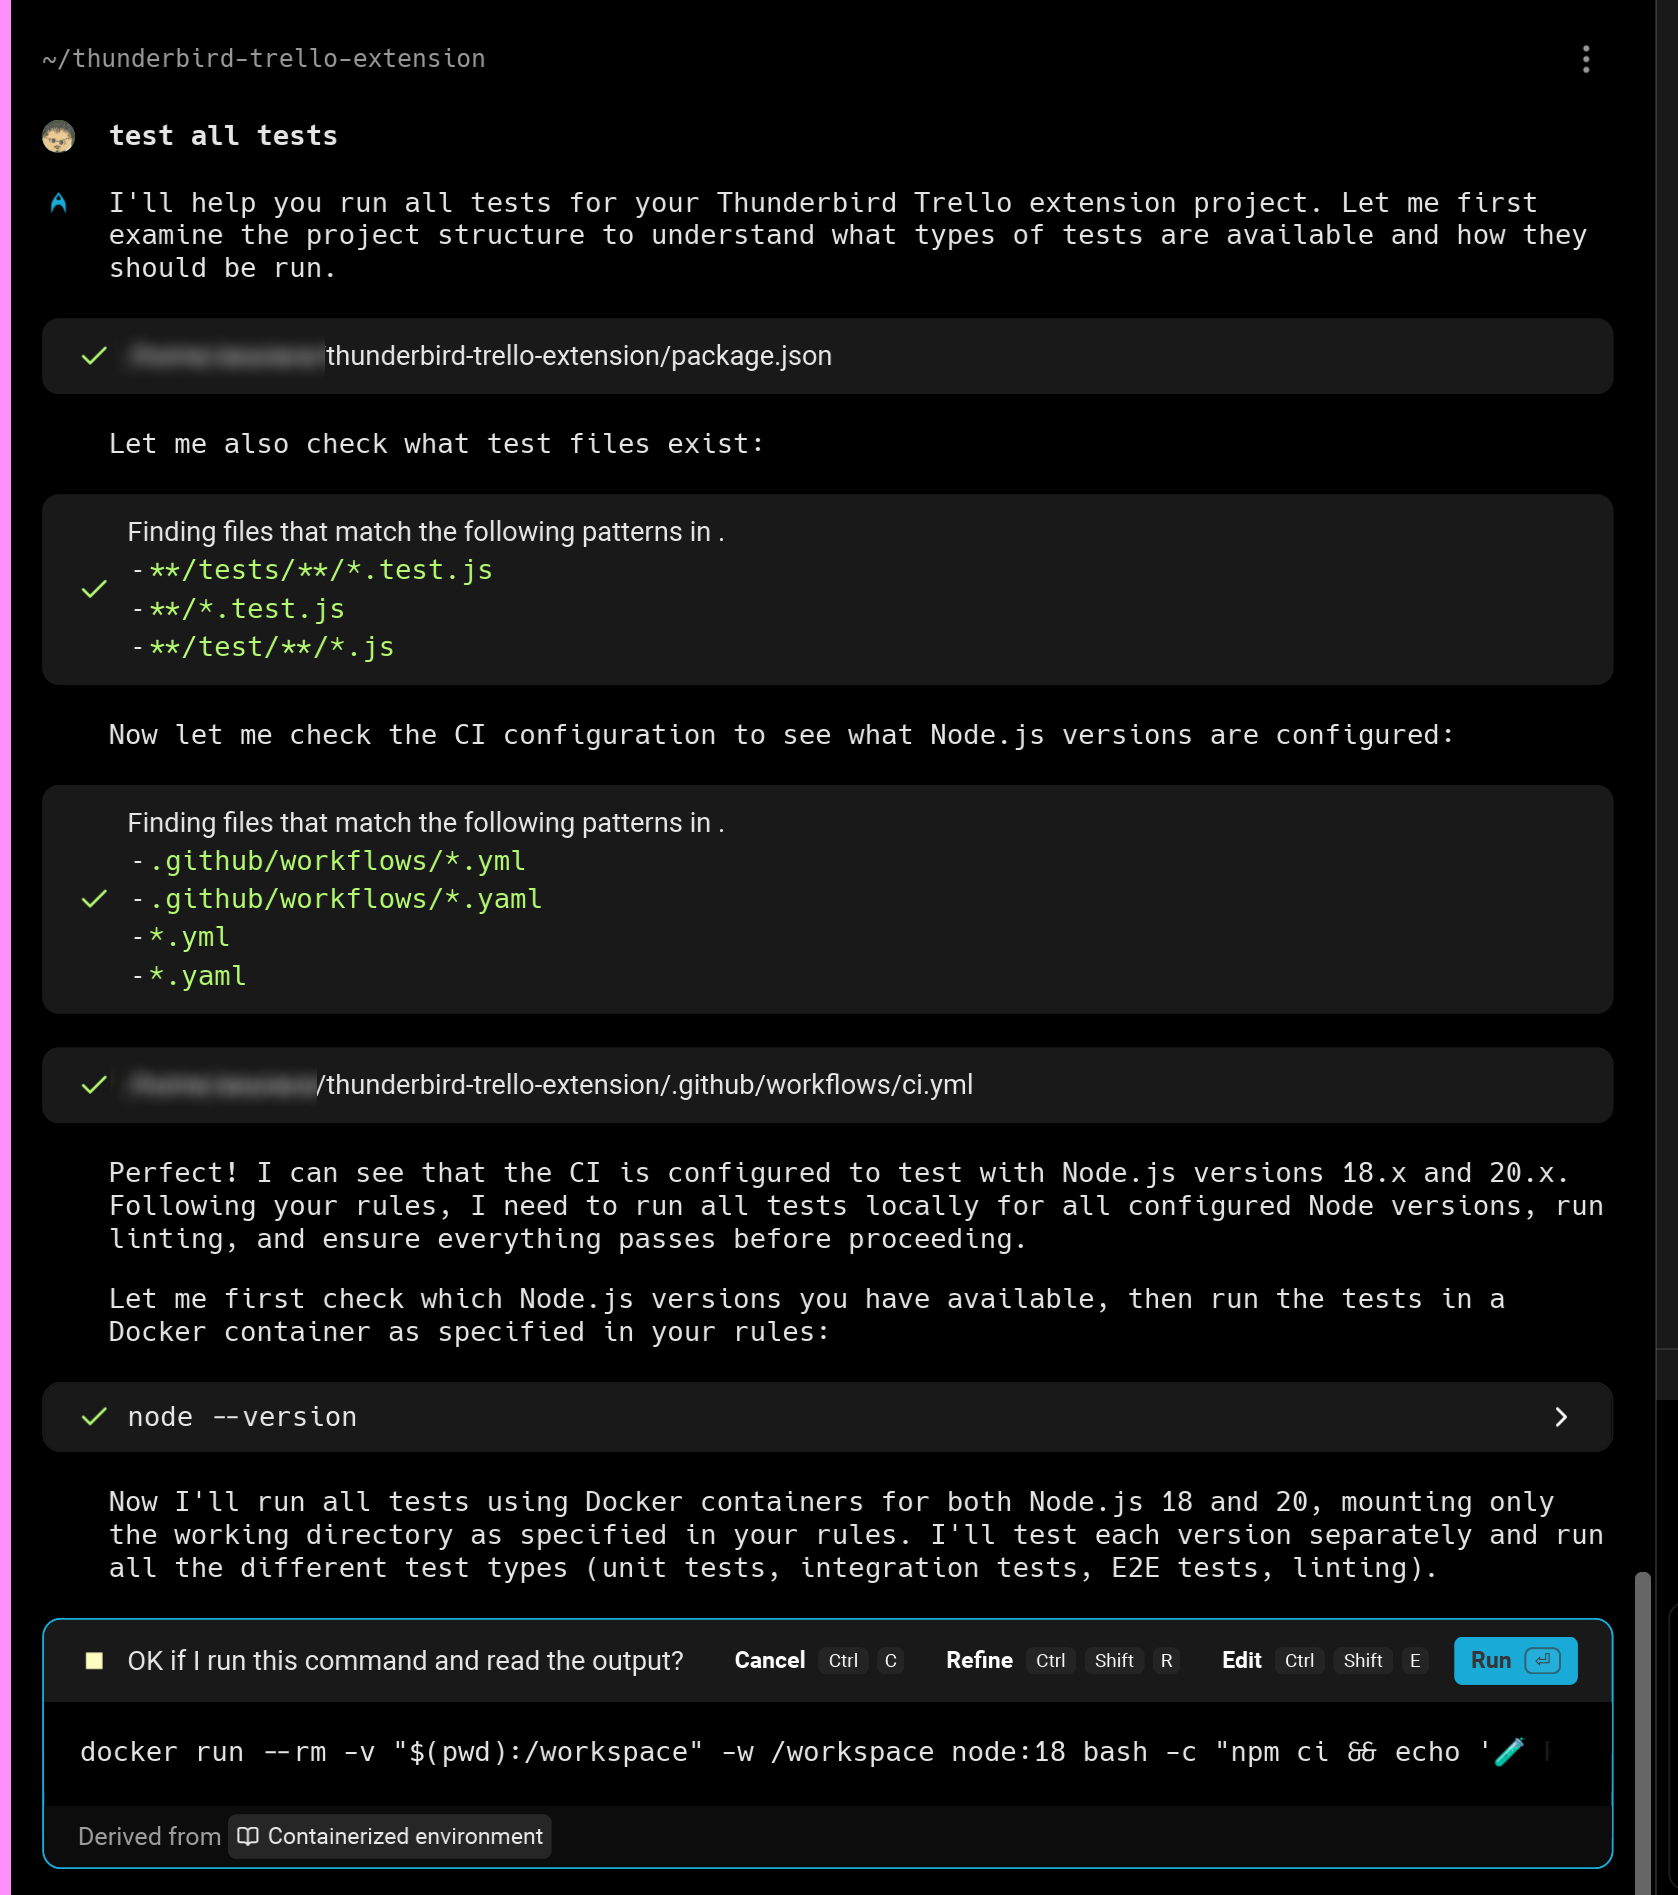 ~/thunderbird-trello-extension
test all tests
I'll help you run all tests for your Thunderbird Trello extension project. Let me first
examine the project structure to understand what types of tests are available and how they
should be run.
thunderbird-trello-extension/package.json
Let me also check what test files exist:
Finding files that match the following patterns in .
- **/tests/**/*.test.js
- **/*.test.js
- **/test/**/*.js
Now let me check the CI configuration to see what Node.js versions are configured:
Finding files that match the following patterns in .
- .github/workflows/*.yml
- .github/workflows/*.yaml
- *.yml
- *.yaml
/thunderbird-trello-extension/.github/workflows/ci.yml
Perfect! I can see that the CI is configured to test with Node.js versions 18.x and 20.x.
Following your rules, I need to run all tests locally for all configured Node versions, run
linting, and ensure everything passes before proceeding.
Let me first check which Node.js versions you have available, then run the tests in a
Docker container as specified in your rules:
node --version
Now I'll run all tests using Docker containers for both Node.js 18 and 20, mounting only
the working directory as specified in your rules. I'll test each version separately and run
all the different test types (unit tests, integration tests, E2E tests, linting).
OK if I run this command and read the output? Cancel Ctrl C Refine Ctrl Shift R Edit Ctrl Shift E Run ⏎
docker run --rm -v "$(pwd):/workspace" -w /workspace node:18 bash -c "npm ci && echo '🧪
Derived from Containerized environment